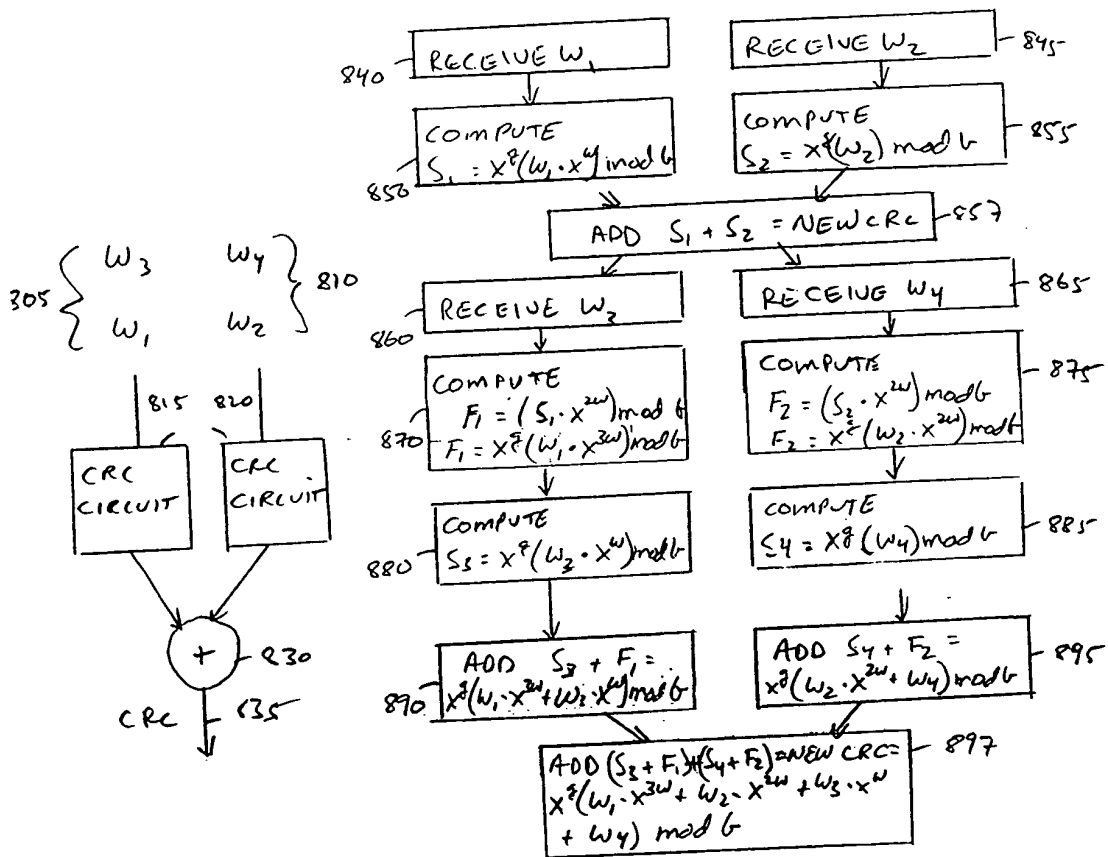 840
RECEIVE W₁
RECEIVE W₂
845
850
COMPUTE
S₁ = X^g(W₁ · X^W) mod G
COMPUTE
S₂ = X^g(W₂) mod G
855
ADD S₁ + S₂ = NEW CRC
857
305
W₃ W₄
W₁ W₂
810
815 820
CRC
CIRCUIT
CRC
CIRCUIT
+
830
CRC
835
860
RECEIVE W₃
RECEIVE W₄
865
870
COMPUTE
F₁ = (S₁ · X^2W) mod G
F₁ = X^g(W₁ · X^3W) mod G
COMPUTE
F₂ = (S₂ · X^2W) mod G
F₂ = X^g(W₂ · X^2W) mod G
875
880
COMPUTE
S₃ = X^g(W₃ · X^W) mod G
COMPUTE
S4 = X^g(W₄) mod G
885
890
ADD S₃ + F₁ =
X^g(W₁ · X^3W + W₃ · X^W) mod G
ADD S4 + F₂ =
X^g(W₂ · X^2W + W₄) mod G
895
ADD (S₃ + F₁) + (S4 + F₂) = NEW CRC =
X^g(W₁ · X^3W + W₂ · X^2W + W₃ · X^W
+ W₄) mod G
897